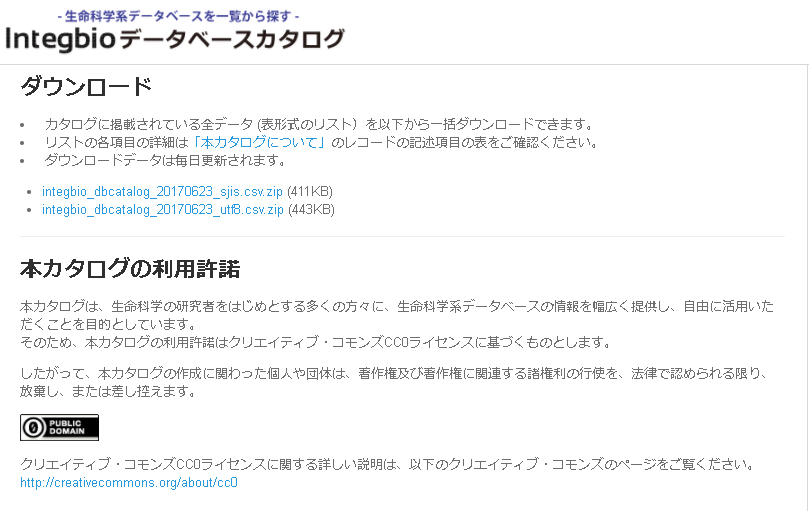 - 生命科学系データベースを一覧から探す -
Integbioデータベースカタログ
ダウンロード
• カタログに掲載されている全データ (表形式のリスト）を以下から一括ダウンロードできます。
• リストの各項目の詳細は「本カタログについて」のレコードの記述項目の表をご確認ください。
• ダウンロードデータは毎日更新されます。
• integbio_dbcatalog_20170623_sjis.csv.zip (411KB)
• integbio_dbcatalog_20170623_utf8.csv.zip (443KB)
本カタログの利用許諾
本カタログは、生命科学の研究者をはじめとする多くの方々に、生命科学系データベースの情報を幅広く提供し、自由に活用いた
だくことを目的としています。
そのため、本カタログの利用許諾はクリエイティブ・コモンズCC0ライセンスに基づくものとします。
したがって、本カタログの作成に関わった個人や団体は、著作権及び著作権に関連する諸権利の行使を、法律で認められる限り、
放棄し、または差し控えます。
0 PUBLIC
DOMAIN
クリエイティブ・コモンズCC0ライセンスに関する詳しい説明は、以下のクリエイティブ・コモンズのページをご覧ください。
http://creativecommons.org/about/cc0